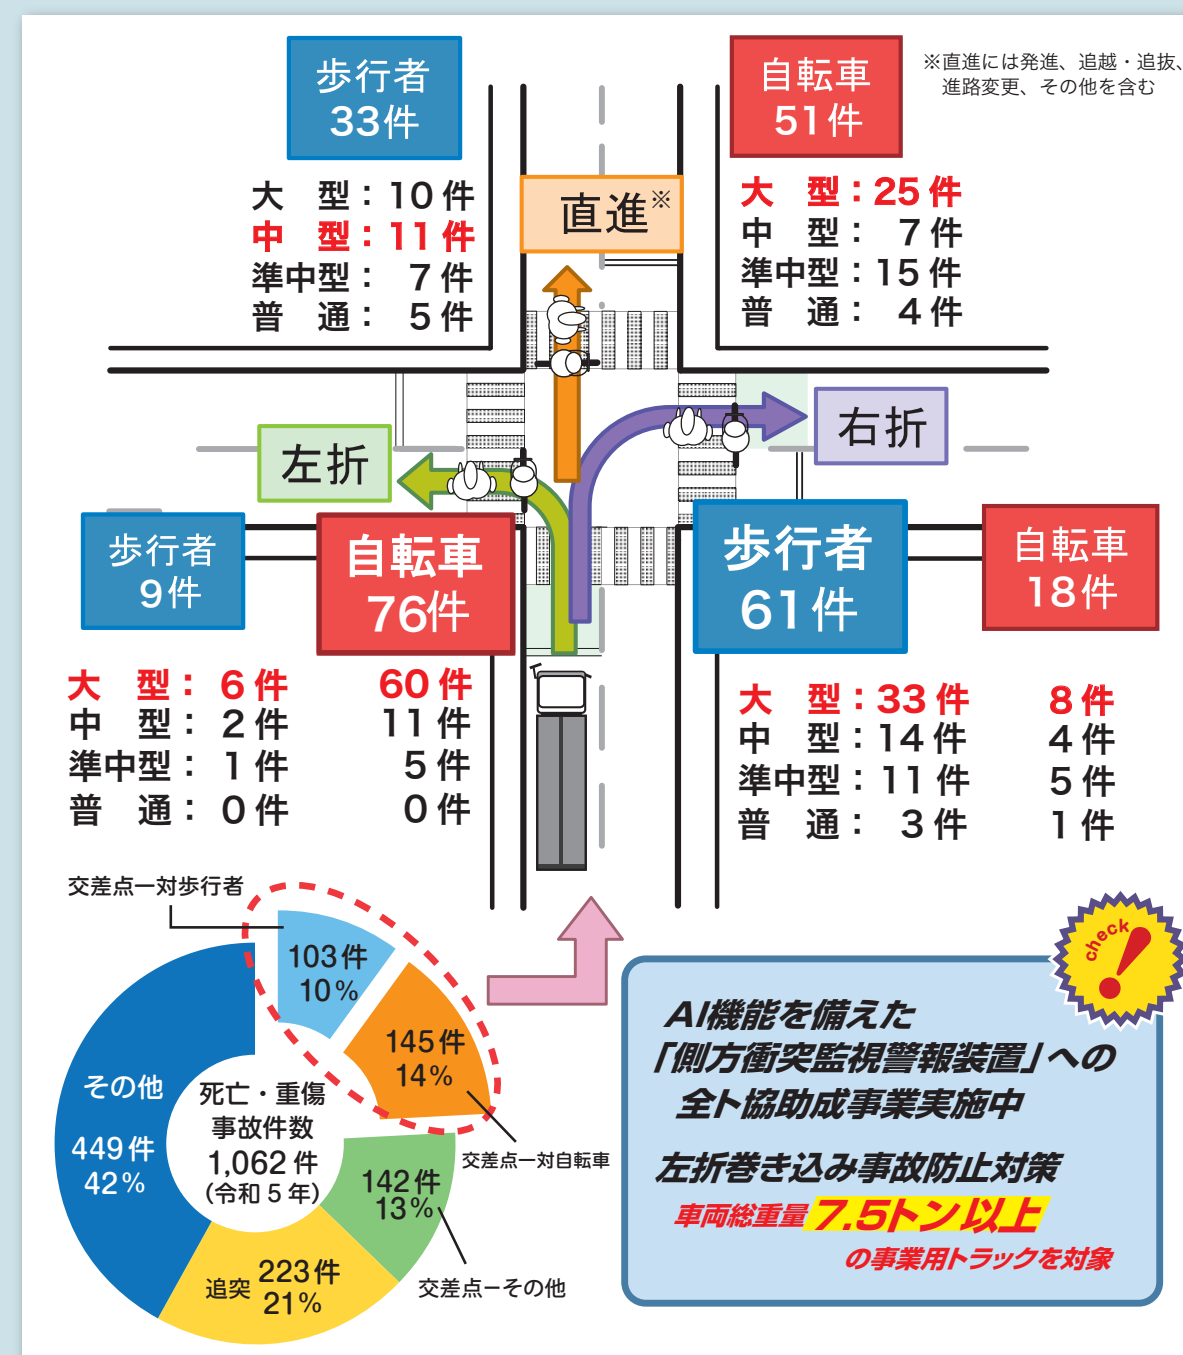 歩行者
33件
大　型：10件
中　型：11件
準中型：　7件
普　通：　5件
自転車
51件
※直進には発進、追越・追抜、
進路変更、その他を含む
大　型：25件
中　型：　7件
準中型：15件
普　通：　4件
直進※
左折
右折
歩行者
9件
自転車
76件
大　型：6件　60件
中　型：2件　11件
準中型：1件　5件
普　通：0件　0件
歩行者
61件
自転車
18件
大　型：33件　8件
中　型：14件　4件
準中型：11件　5件
普　通：　3件　1件
交差点ー対歩行者
103件
10%
145件
14%
交差点ー対自転車
142件
13%
交差点ーその他
追突 223件
21%
その他
449件
42%
死亡・重傷
事故件数
1,062件
（令和5年）
check
AI機能を備えた
「側方衝突監視警報装置」への
全ト協助成事業実施中
左折巻き込み事故防止対策
車両総重量7.5トン以上
の事業用トラックを対象